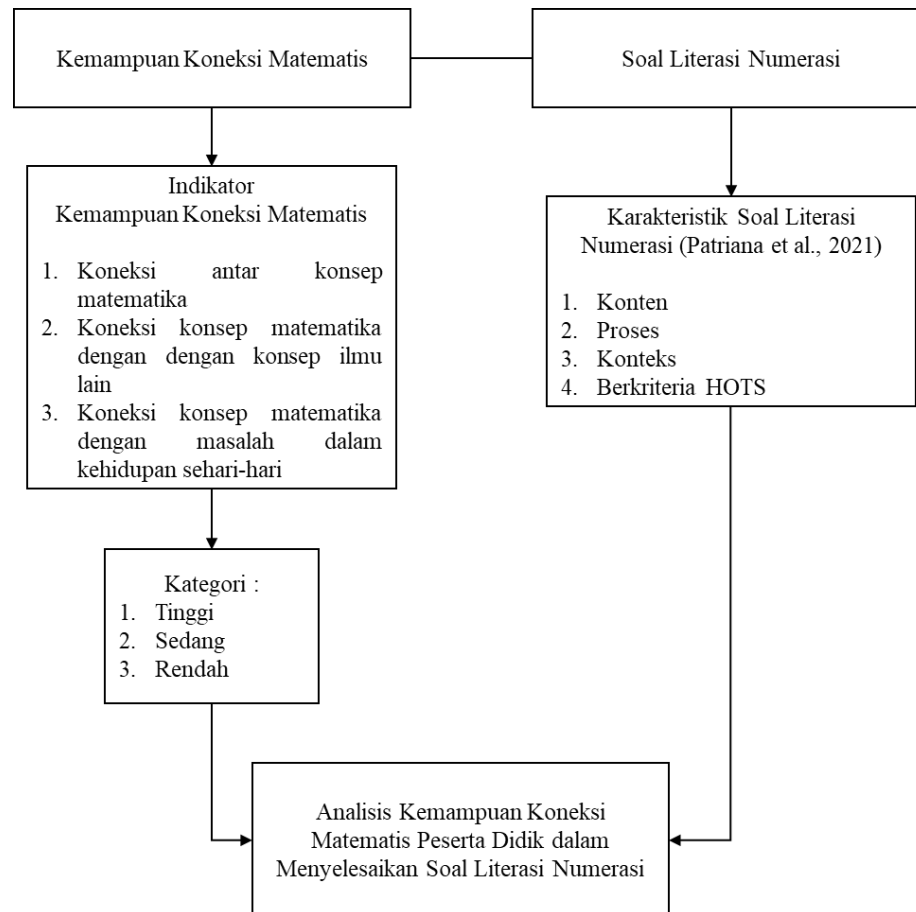 Kemampuan Koneksi Matematis
Soal Literasi Numerasi
Indikator
Kemampuan Koneksi Matematis
1. Koneksi antar konsep
matematika
2. Koneksi konsep matematika
dengan dengan konsep ilmu
lain
3. Koneksi konsep matematika
dengan masalah dalam
kehidupan sehari-hari
Karakteristik Soal Literasi
Numerasi (Patriana et al., 2021)
1. Konten
2. Proses
3. Konteks
4. Berkriteria HOTS
Kategori :
1. Tinggi
2. Sedang
3. Rendah
Analisis Kemampuan Koneksi
Matematis Peserta Didik dalam
Menyelesaikan Soal Literasi Numerasi